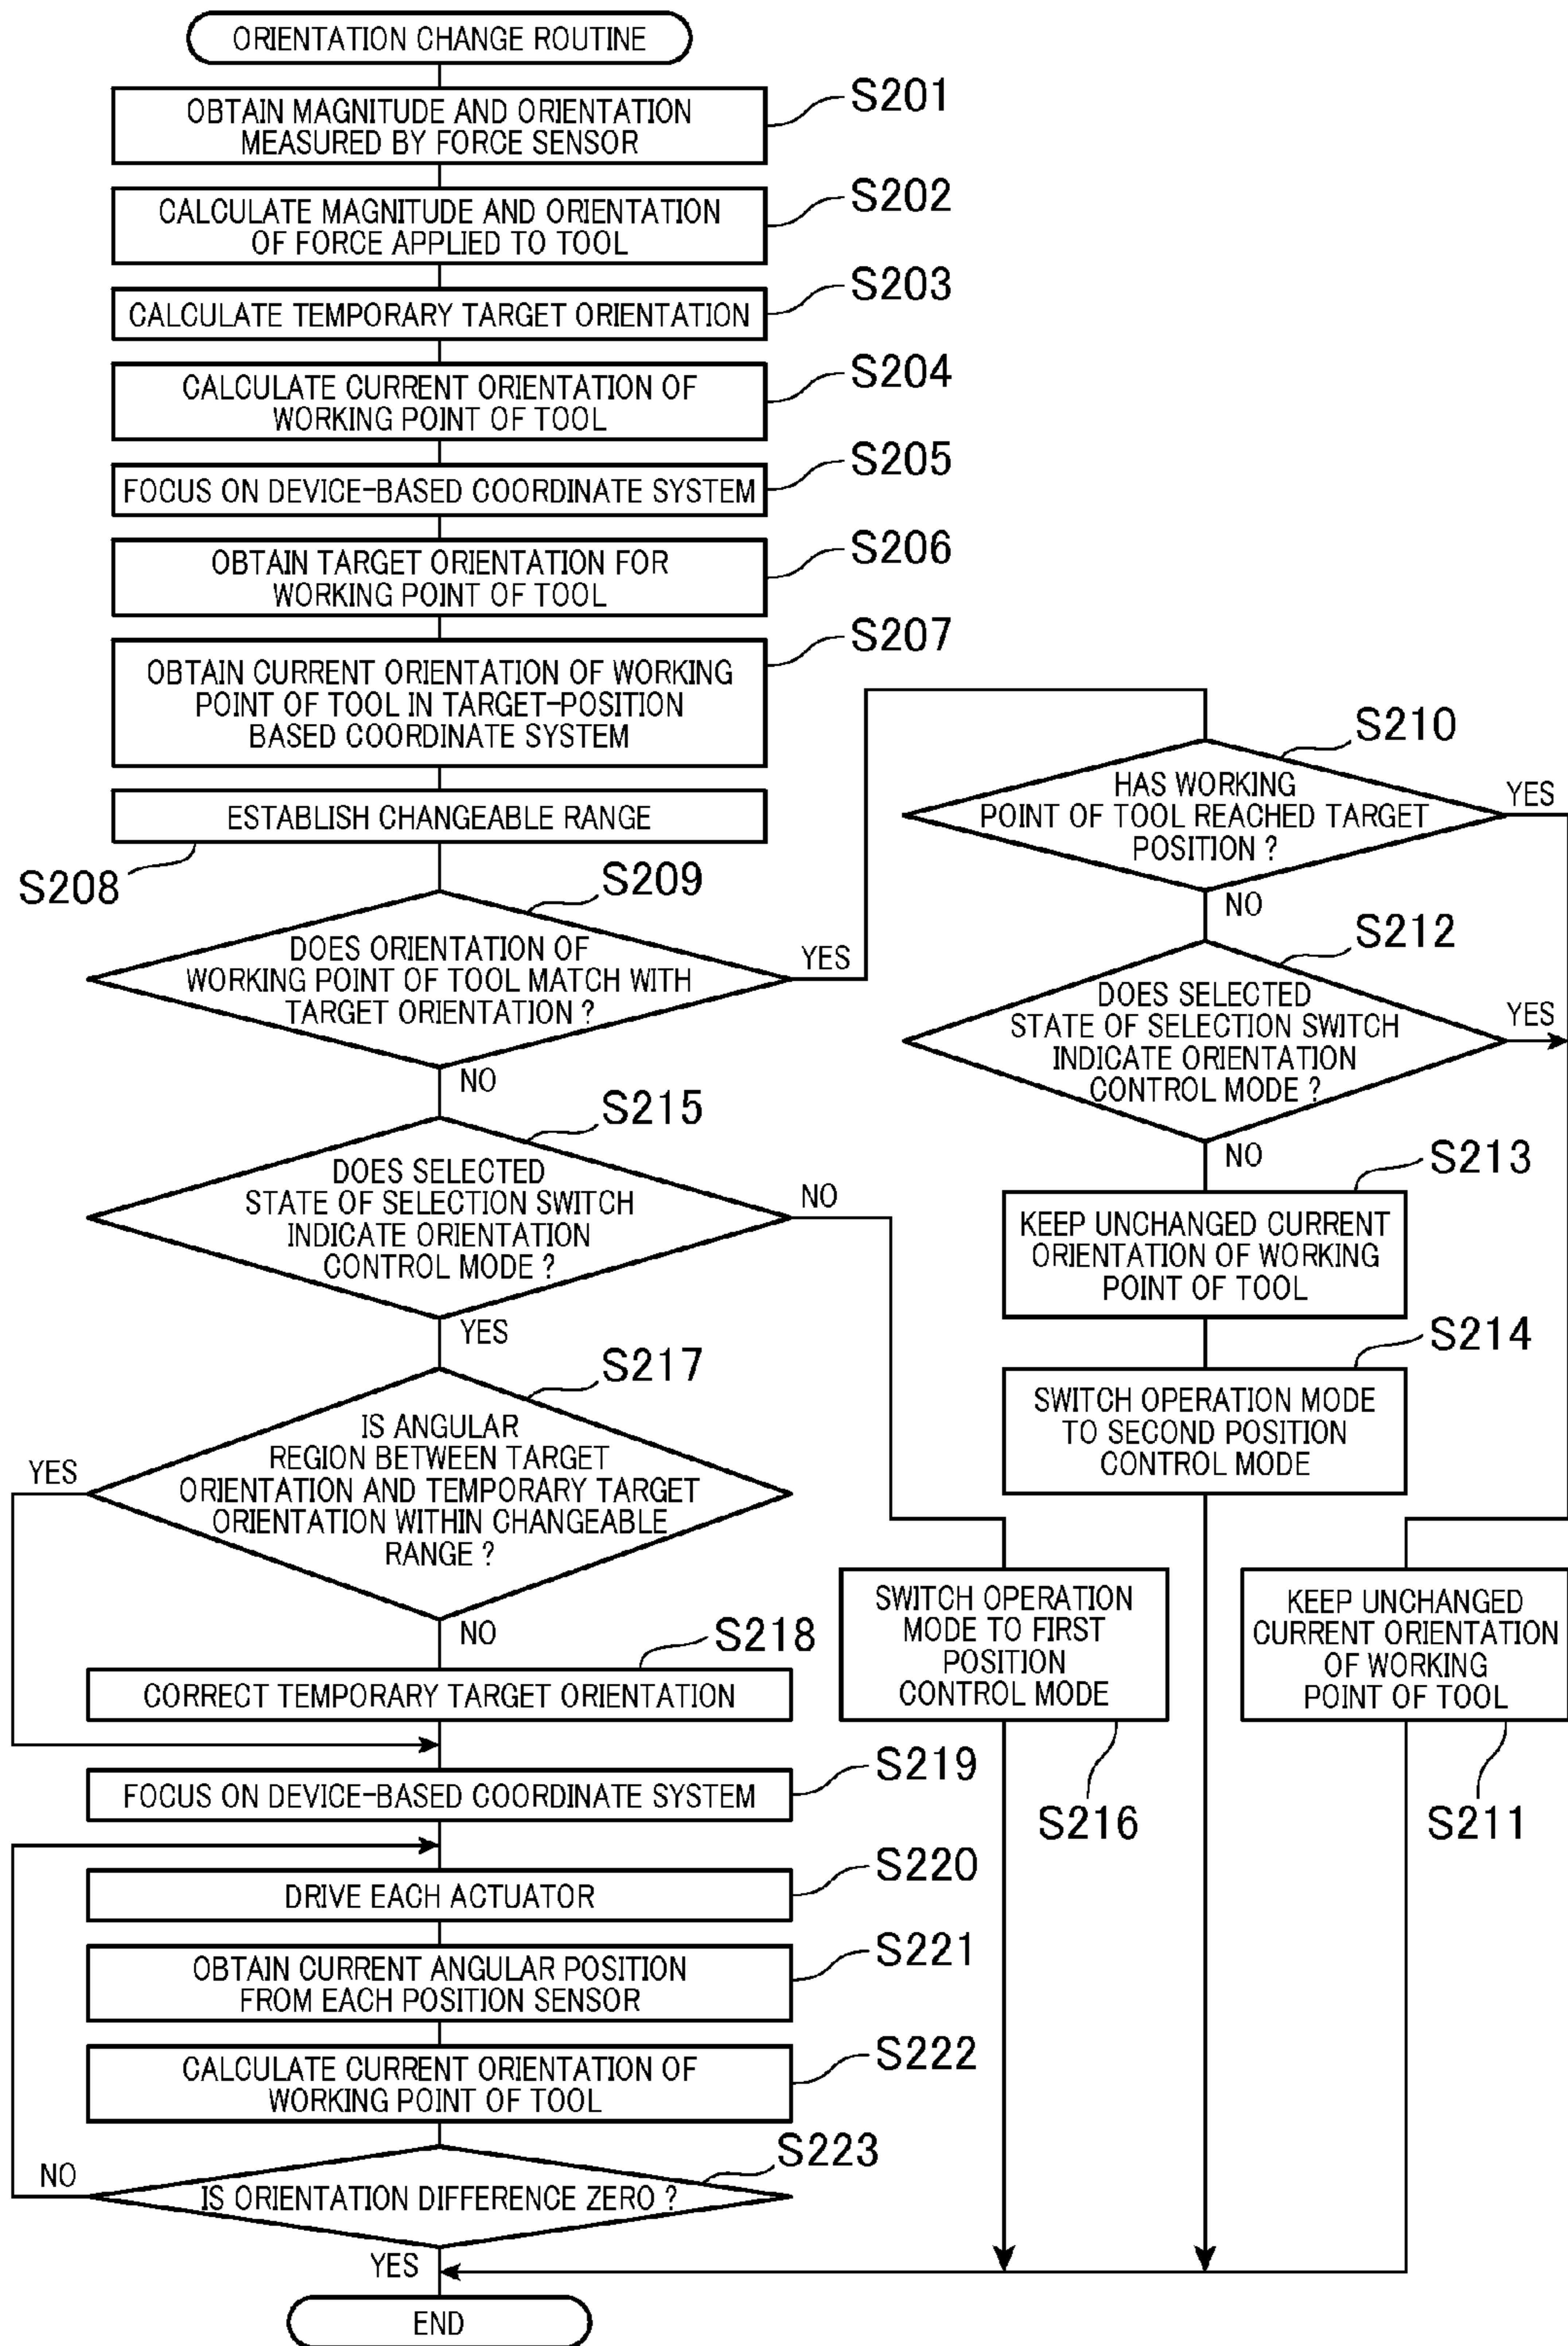 ORIENTATION CHANGE ROUTINE
OBTAIN MAGNITUDE AND ORIENTATION
MEASURED BY FORCE SENSOR
S201
CALCULATE MAGNITUDE AND ORIENTATION
OF FORCE APPLIED TO TOOL
S202
CALCULATE TEMPORARY TARGET ORIENTATION
S203
CALCULATE CURRENT ORIENTATION OF
WORKING POINT OF TOOL
S204
FOCUS ON DEVICE-BASED COORDINATE SYSTEM
S205
OBTAIN TARGET ORIENTATION FOR
WORKING POINT OF TOOL
S206
OBTAIN CURRENT ORIENTATION OF WORKING
POINT OF TOOL IN TARGET-POSITION
BASED COORDINATE SYSTEM
S207
ESTABLISH CHANGEABLE RANGE
S208
DOES ORIENTATION OF
WORKING POINT OF TOOL MATCH WITH
TARGET ORIENTATION ?
S209
YES
NO
HAS WORKING
POINT OF TOOL REACHED TARGET
POSITION ?
S210
YES
NO
DOES SELECTED
STATE OF SELECTION SWITCH
INDICATE ORIENTATION
CONTROL MODE ?
S212
YES
NO
KEEP UNCHANGED CURRENT
ORIENTATION OF WORKING
POINT OF TOOL
S213
SWITCH OPERATION MODE
TO SECOND POSITION
CONTROL MODE
S214
DOES SELECTED
STATE OF SELECTION SWITCH
INDICATE ORIENTATION
CONTROL MODE ?
S215
NO
YES
SWITCH OPERATION
MODE TO FIRST
POSITION
CONTROL MODE
S216
KEEP UNCHANGED
CURRENT ORIENTATION
OF WORKING
POINT OF TOOL
S211
IS ANGULAR
REGION BETWEEN TARGET
ORIENTATION AND TEMPORARY TARGET
ORIENTATION WITHIN CHANGEABLE
RANGE ?
S217
YES
NO
CORRECT TEMPORARY TARGET ORIENTATION
S218
FOCUS ON DEVICE-BASED COORDINATE SYSTEM
S219
DRIVE EACH ACTUATOR
S220
OBTAIN CURRENT ANGULAR POSITION
FROM EACH POSITION SENSOR
S221
CALCULATE CURRENT ORIENTATION OF
WORKING POINT OF TOOL
S222
IS ORIENTATION DIFFERENCE ZERO ?
S223
NO
YES
END